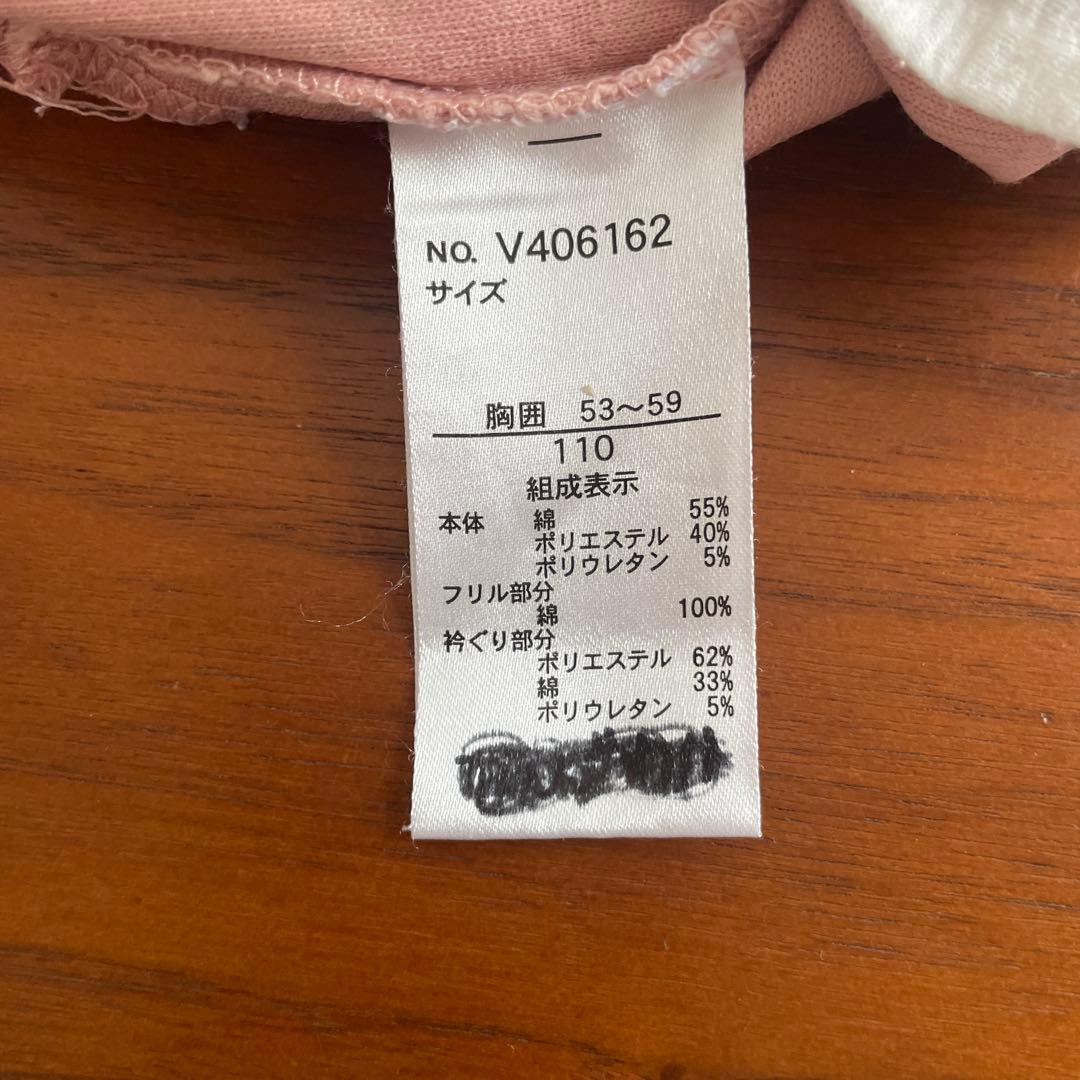 NO. V406162
サイズ
胸囲 53～59
110
組成表示
本体 綿 55%
ポリエステル 40%
ポリウレタン 5%
フリル部分
綿 100%
衿ぐり部分
ポリエステル 62%
綿 33%
ポリウレタン 5%